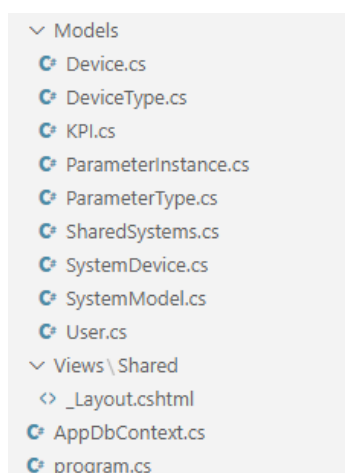 Models
C# Device.cs
C# DeviceType.cs
C# KPI.cs
C# ParameterInstance.cs
C# ParameterType.cs
C# SharedSystems.cs
C# SystemDevice.cs
C# SystemModel.cs
C# User.cs
Views\Shared
<> _Layout.cshtml
C# AppDbContext.cs
C# program.cs